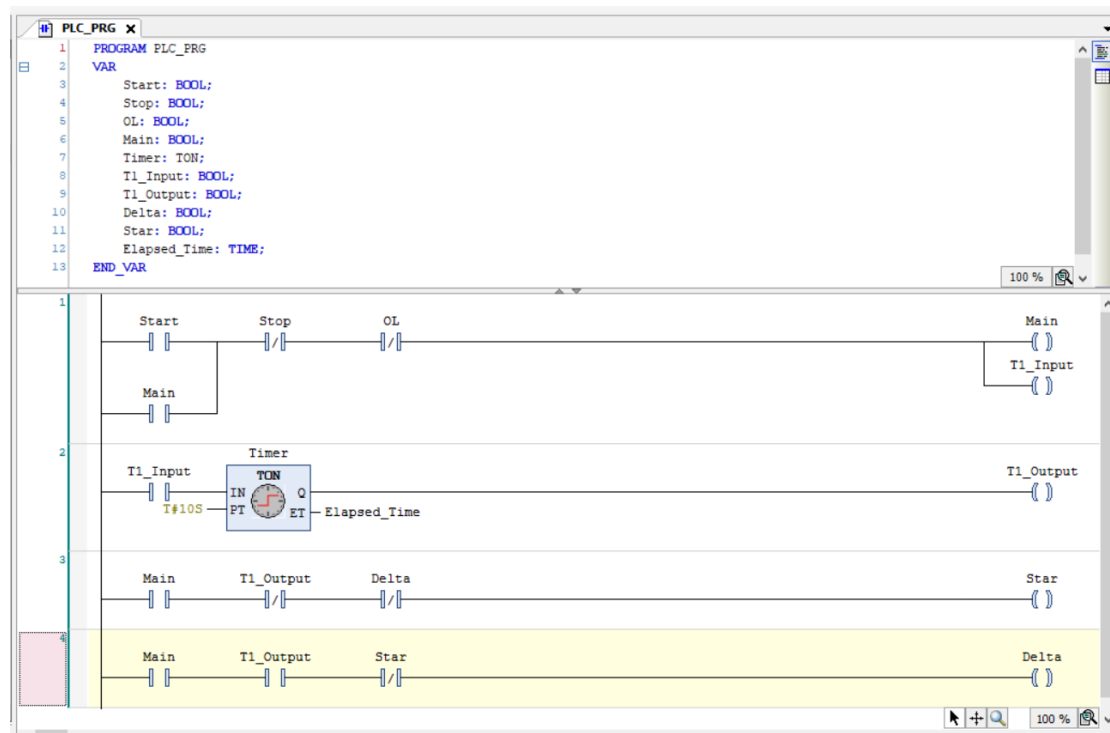 PLC_PRG X
1 PROGRAM PLC_PRG
2 VAR
3 Start: BOOL;
4 Stop: BOOL;
5 OL: BOOL;
6 Main: BOOL;
7 Timer: TON;
8 T1_Input: BOOL;
9 T1_Output: BOOL;
10 Delta: BOOL;
11 Star: BOOL;
12 Elapsed_Time: TIME;
13 END_VAR
100 %
1
Start Stop OL Main
T1_Input
Main
2
Timer
T1_Input TON T1_Output
IN Q
T#10S PT ET Elapsed_Time
3
Main T1_Output Delta Star
4
Main T1_Output Star Delta
100 %